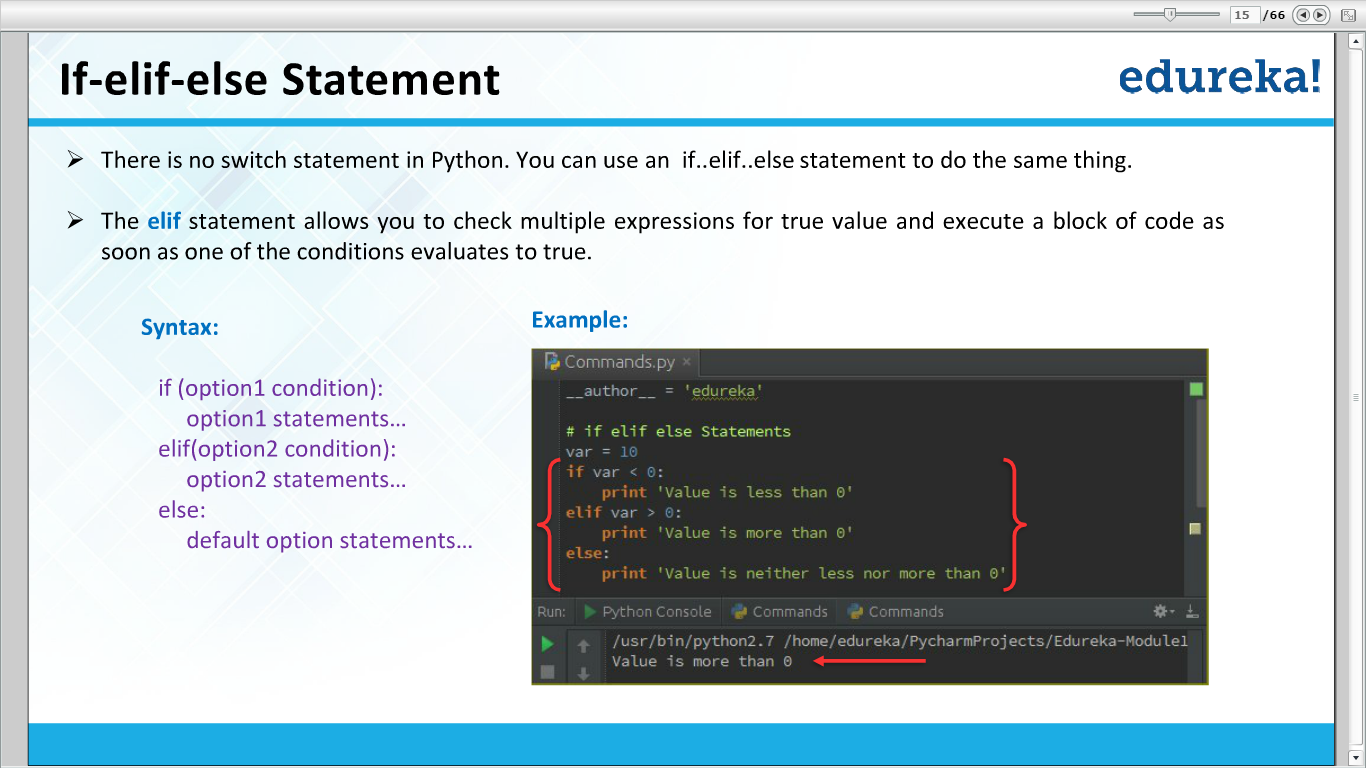 15 /66
If-elif-else Statement
edureka!
There is no switch statement in Python. You can use an if..elif..else statement to do the same thing.
The elif statement allows you to check multiple expressions for true value and execute a block of code as
soon as one of the conditions evaluates to true.
Syntax:
if (option1 condition):
option1 statements...
elif(option2 condition):
option2 statements...
else:
default option statements...
Example:
Commands.py ×
__author__ = 'edureka'
# if elif else Statements
var = 10
if var < 0:
print 'Value is less than 0'
elif var > 0:
print 'Value is more than 0'
else:
print 'Value is neither less nor more than 0'
Run: Python Console Commands Commands
/usr/bin/python2.7 /home/edureka/PycharmProjects/Edureka-Module1
Value is more than 0